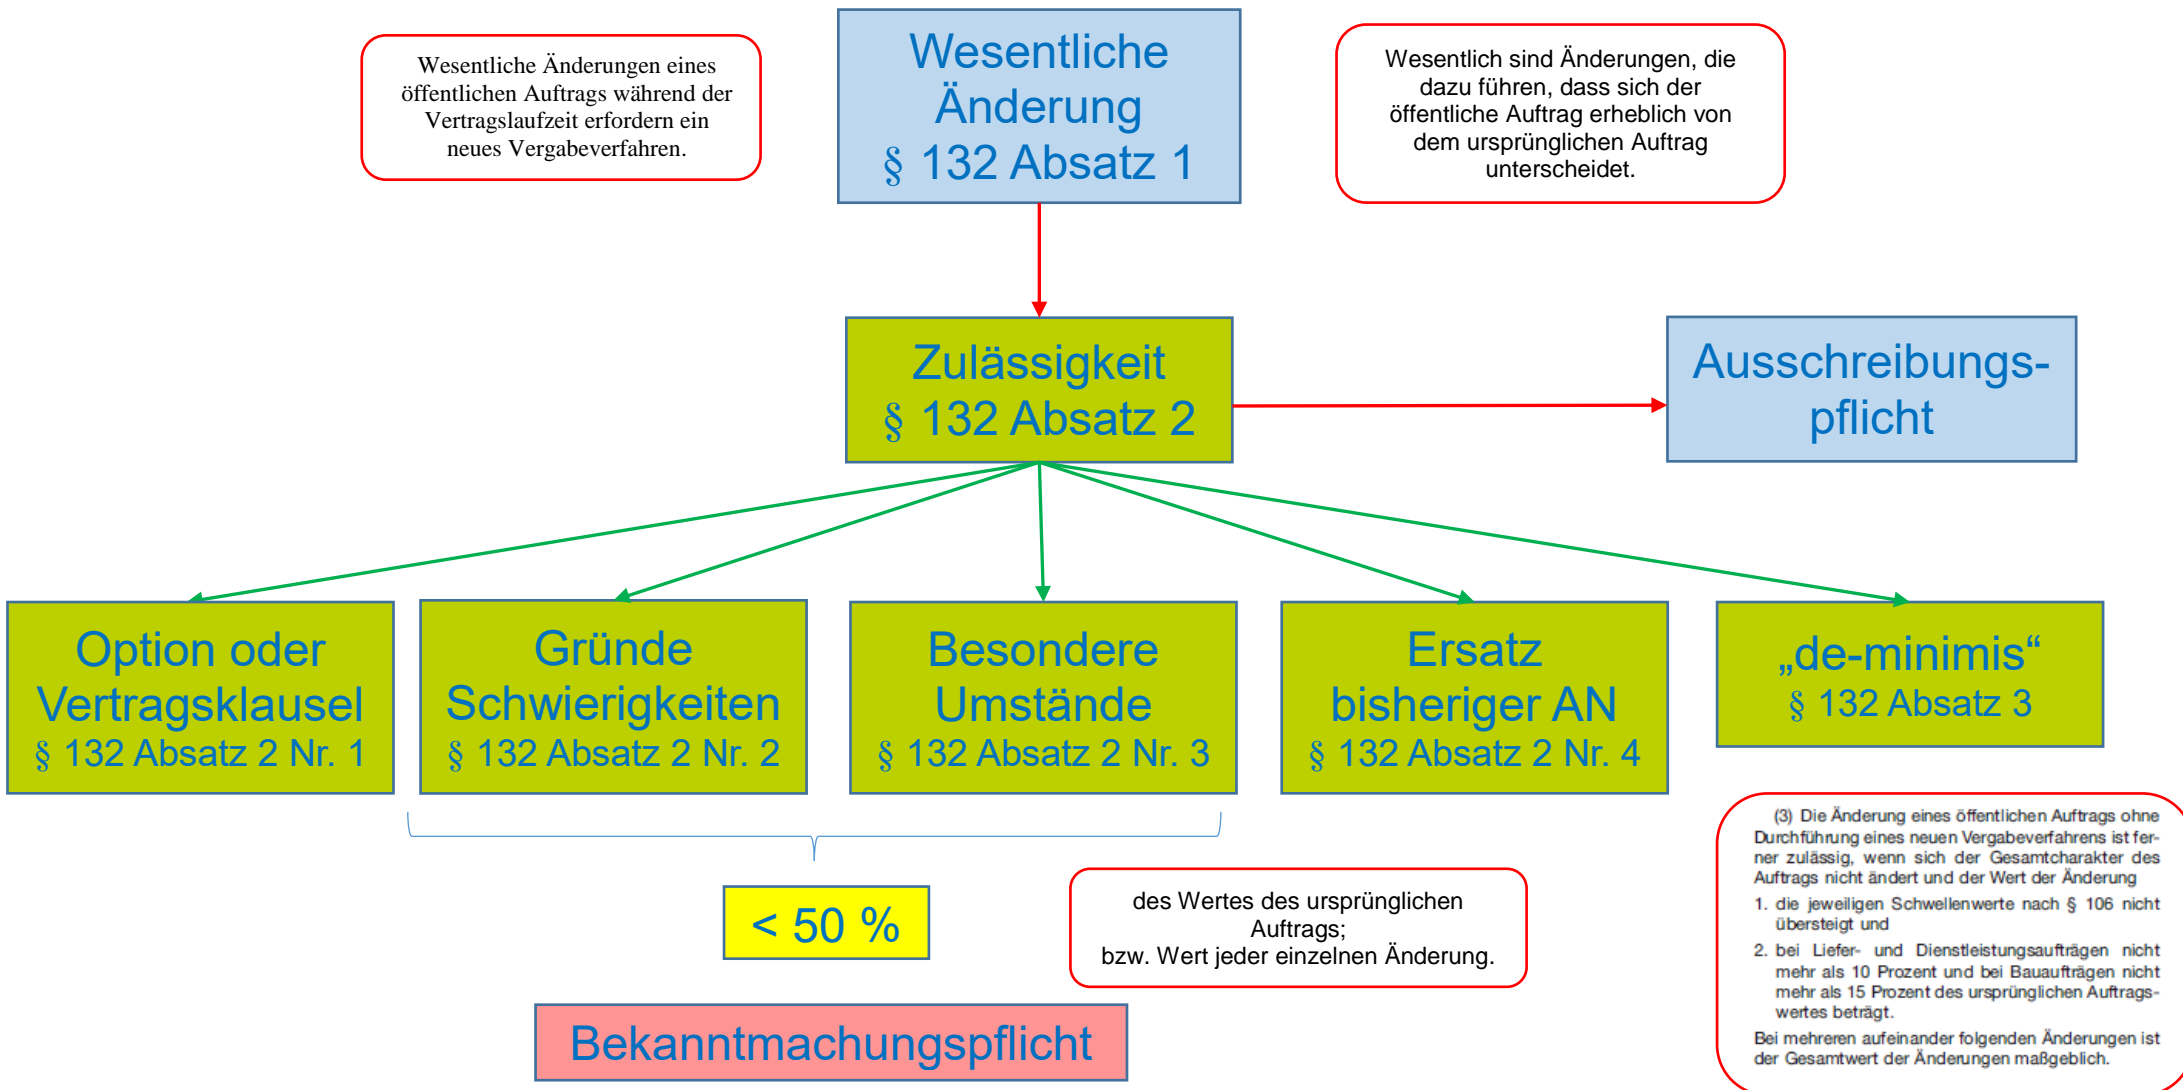 Wesentliche Änderungen eines
öffentlichen Auftrags während der
Vertragslaufzeit erfordern ein
neues Vergabeverfahren.
Wesentliche
Änderung
§ 132 Absatz 1
Wesentlich sind Änderungen, die
dazu führen, dass sich der
öffentliche Auftrag erheblich von
dem ursprünglichen Auftrag
unterscheidet.
Zulässigkeit
§ 132 Absatz 2
Ausschreibungs-
pflicht
Option oder
Vertragsklausel
§ 132 Absatz 2 Nr. 1
Gründe
Schwierigkeiten
§ 132 Absatz 2 Nr. 2
Besondere
Umstände
§ 132 Absatz 2 Nr. 3
Ersatz
bisheriger AN
§ 132 Absatz 2 Nr. 4
„de-minimis“
§ 132 Absatz 3
< 50 %
des Wertes des ursprünglichen
Auftrags;
bzw. Wert jeder einzelnen Änderung.
Bekanntmachungspflicht
(3) Die Änderung eines öffentlichen Auftrags ohne
Durchführung eines neuen Vergabeverfahrens ist fer-
ner zulässig, wenn sich der Gesamtcharakter des
Auftrags nicht ändert und der Wert der Änderung
1. die jeweiligen Schwellenwerte nach § 106 nicht
übersteigt und
2. bei Liefer- und Dienstleistungsaufträgen nicht
mehr als 10 Prozent und bei Bauaufträgen nicht
mehr als 15 Prozent des ursprünglichen Auftrags-
wertes beträgt.
Bei mehreren aufeinander folgenden Änderungen ist
der Gesamtwert der Änderungen maßgeblich.